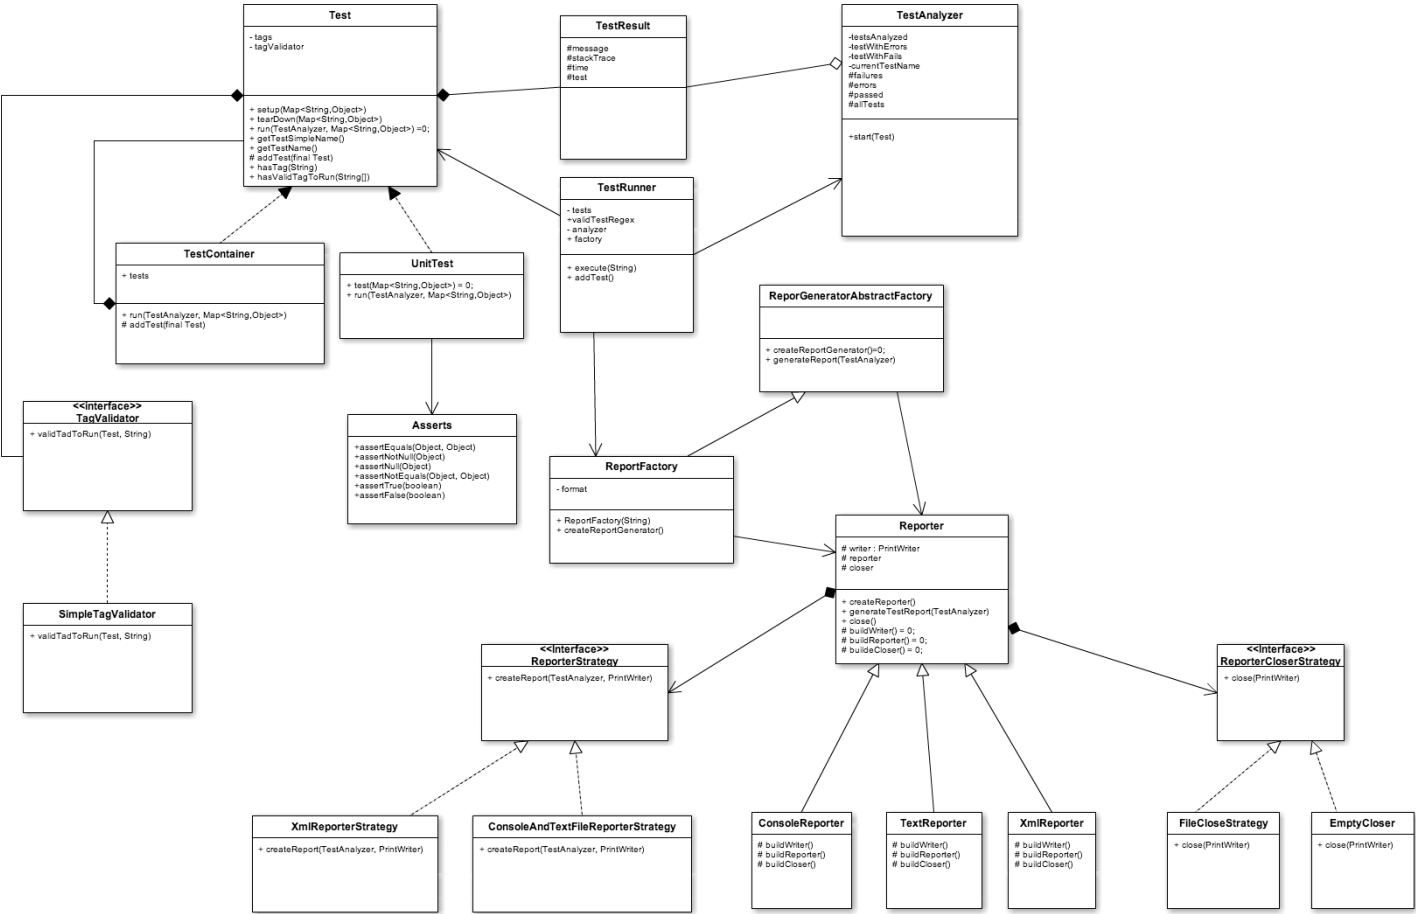 Test
- tags
- tagValidator
+ setup(Map<String,Object>)
+ tearDown(Map<String,Object>)
+ run(TestAnalyzer, Map<String,Object>) =0;
+ getTestSimpleName()
+ getTestName()
# addTest(final Test)
+ hasTag(String)
+ hasValidTagToRun(String[])
TestResult
#message
#stackTrace
#time
#test
TestAnalyzer
-testsAnalyzed
-testWithErrors
-testWithFails
-currentTestName
#failures
#errors
#passed
#allTests
+start(Test)
TestRunner
- tests
+validTestRegex
- analyzer
+ factory
+ execute(String)
+ addTest()
TestContainer
+ tests
+ run(TestAnalyzer, Map<String,Object>)
# addTest(final Test)
UnitTest
+ test(Map<String,Object>) = 0;
+ run(TestAnalyzer, Map<String,Object>)
ReporGeneratorAbstractFactory
+ createReportGenerator()=0;
+ generateReport(TestAnalyzer)
<<Interface>>
TagValidator
+ validTadToRun(Test, String)
Asserts
+assertEquals(Object, Object)
+assertNotNull(Object)
+assertNull(Object)
+assertNotEquals(Object, Object)
+assertTrue(boolean)
+assertFalse(boolean)
ReportFactory
- format
+ ReportFactory(String)
+ createReportGenerator()
Reporter
# writer : PrintWriter
# reporter
# closer
+ createReporter()
+ generateTestReport(TestAnalyzer)
+ close()
# buildWriter() = 0;
# buildReporter() = 0;
# buildeCloser() = 0;
SimpleTagValidator
+ validTadToRun(Test, String)
<<Interface>>
ReporterStrategy
+ createReport(TestAnalyzer, PrintWriter)
<<Interface>>
ReporterCloserStrategy
+ close(PrintWriter)
XmlReporterStrategy
+ createReport(TestAnalyzer, PrintWriter)
ConsoleAndTextFileReporterStrategy
+ createReport(TestAnalyzer, PrintWriter)
ConsoleReporter
# buildWriter()
# buildReporter()
# buildCloser()
TextReporter
# buildWriter()
# buildReporter()
# buildCloser()
XmlReporter
# buildWriter()
# buildReporter()
# buildCloser()
FileCloseStrategy
+ close(PrintWriter)
EmptyCloser
+ close(PrintWriter)